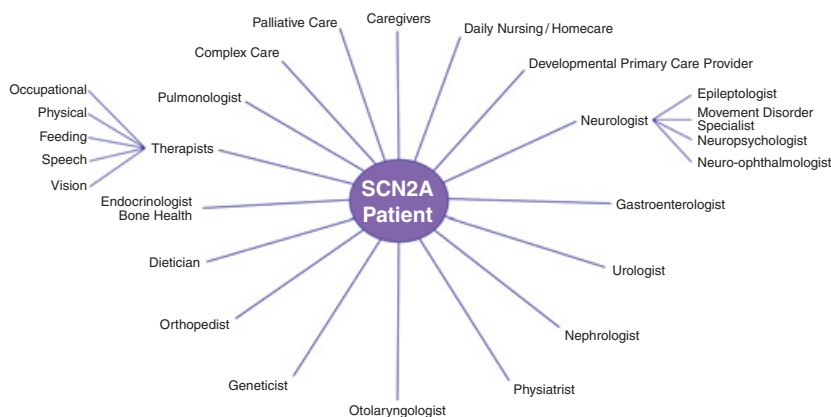 Caregivers
Palliative Care
Daily Nursing / Homecare
Complex Care
Developmental Primary Care Provider
Pulmonologist
Neurologist
Epileptologist
Movement Disorder
Specialist
Neuropsychologist
Neuro-ophthalmologist
Occupational
Physical
Feeding
Speech
Vision
Therapists
SCN2A
Patient
Endocrinologist
Bone Health
Gastroenterologist
Dietician
Urologist
Orthopedist
Nephrologist
Geneticist
Physiatrist
Otolaryngologist